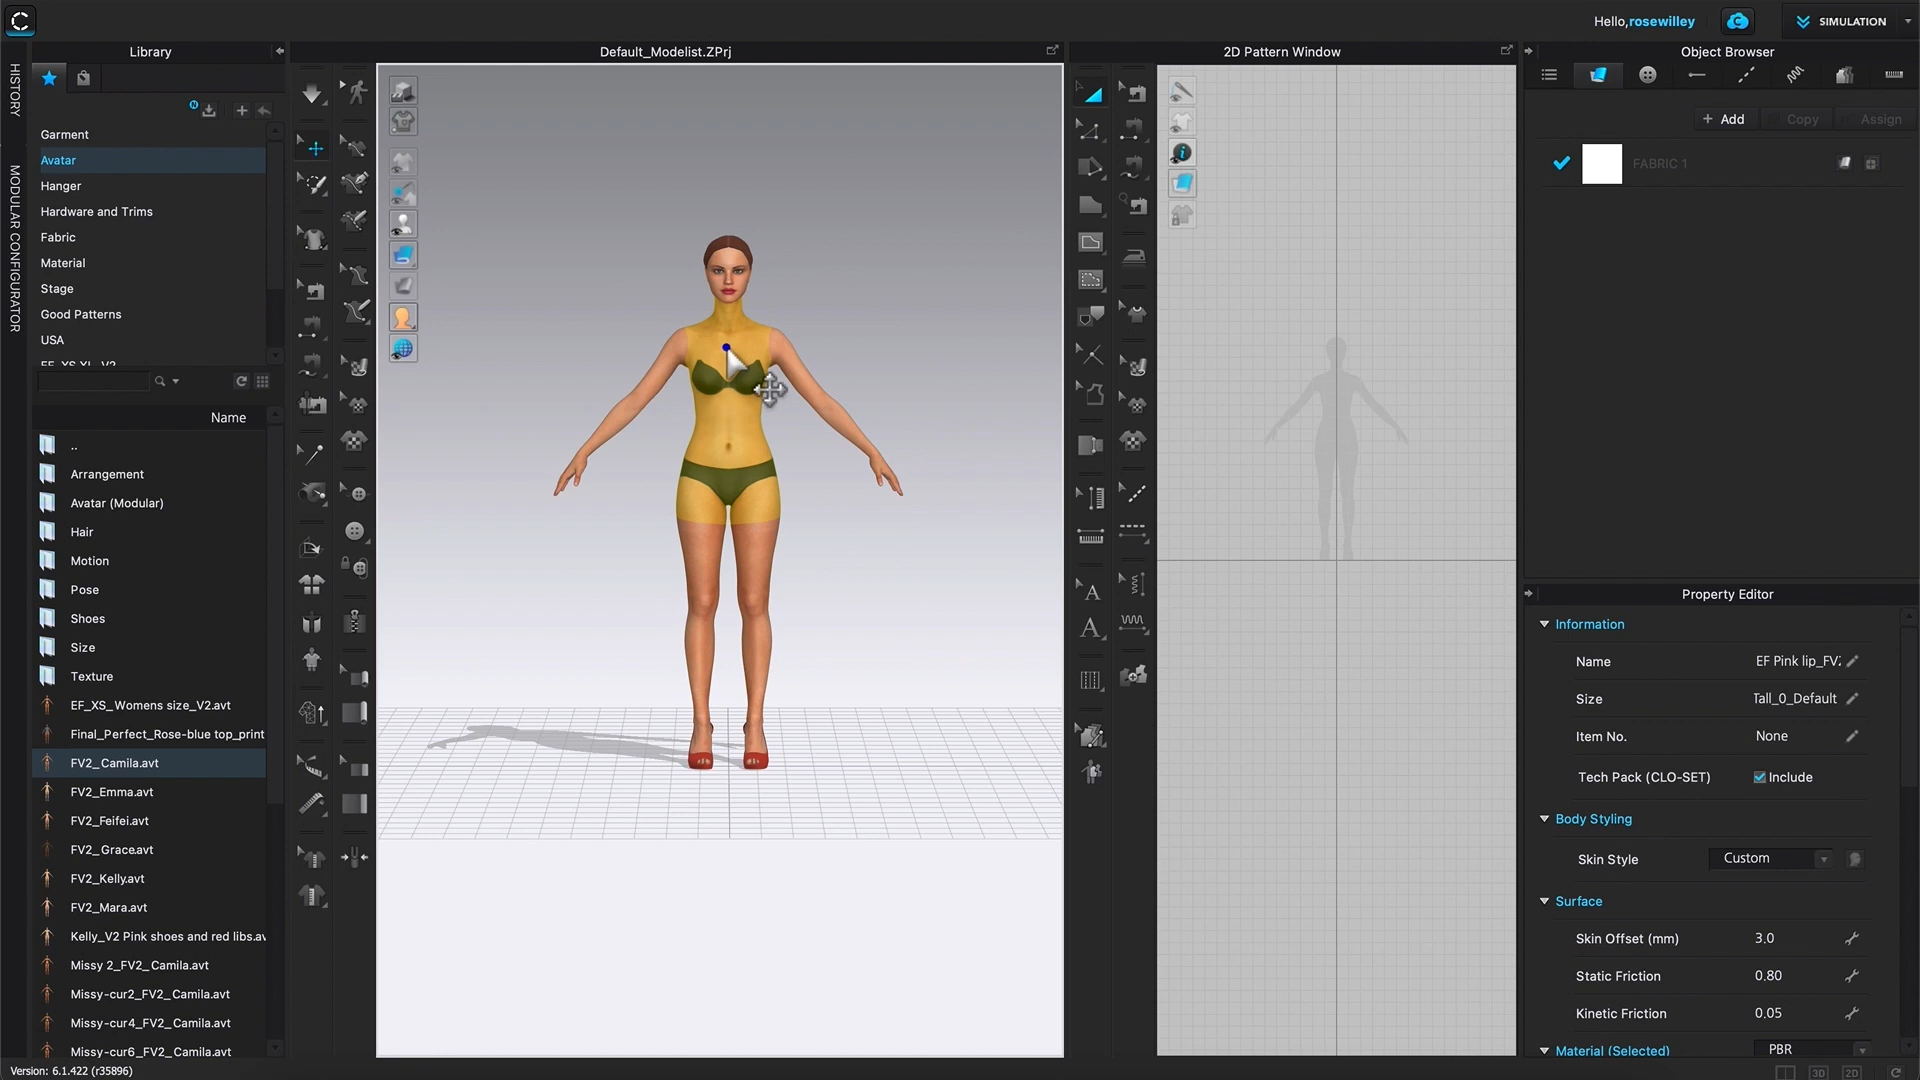 Hello,rosewilley
SIMULATION
Library
Default_Modelist.ZPrj
2D Pattern Window
Object Browser
HISTORY
MODULAR CONFIGURATOR
N
Garment
Avatar
Hanger
Hardware and Trims
Fabric
Material
Stage
Good Patterns
USA
Name
..
Arrangement
Avatar (Modular)
Hair
Motion
Pose
Shoes
Size
Texture
EF_XS_Womens size_V2.avt
Final_Perfect_Rose-blue top_print
FV2_Camila.avt
FV2_Emma.avt
FV2_Feifei.avt
FV2_Grace.avt
FV2_Kelly.avt
FV2_Mara.avt
Kelly_V2 Pink shoes and red libs.av
Missy 2_FV2_Camila.avt
Missy-cur2_FV2_Camila.avt
Missy-cur4_FV2_Camila.avt
Missy-cur6_FV2_Camila.avt
Version: 6.1.422 (r35896)
A
A
+ Add
Copy
Assign
FABRIC 1
Property Editor
Information
Name EF Pink lip_FV2
Size Tall_0_Default
Item No. None
Tech Pack (CLO-SET) Include
Body Styling
Skin Style Custom
Surface
Skin Offset (mm) 3.0
Static Friction 0.80
Kinetic Friction 0.05
Material (Selected) PBR
3D 2D